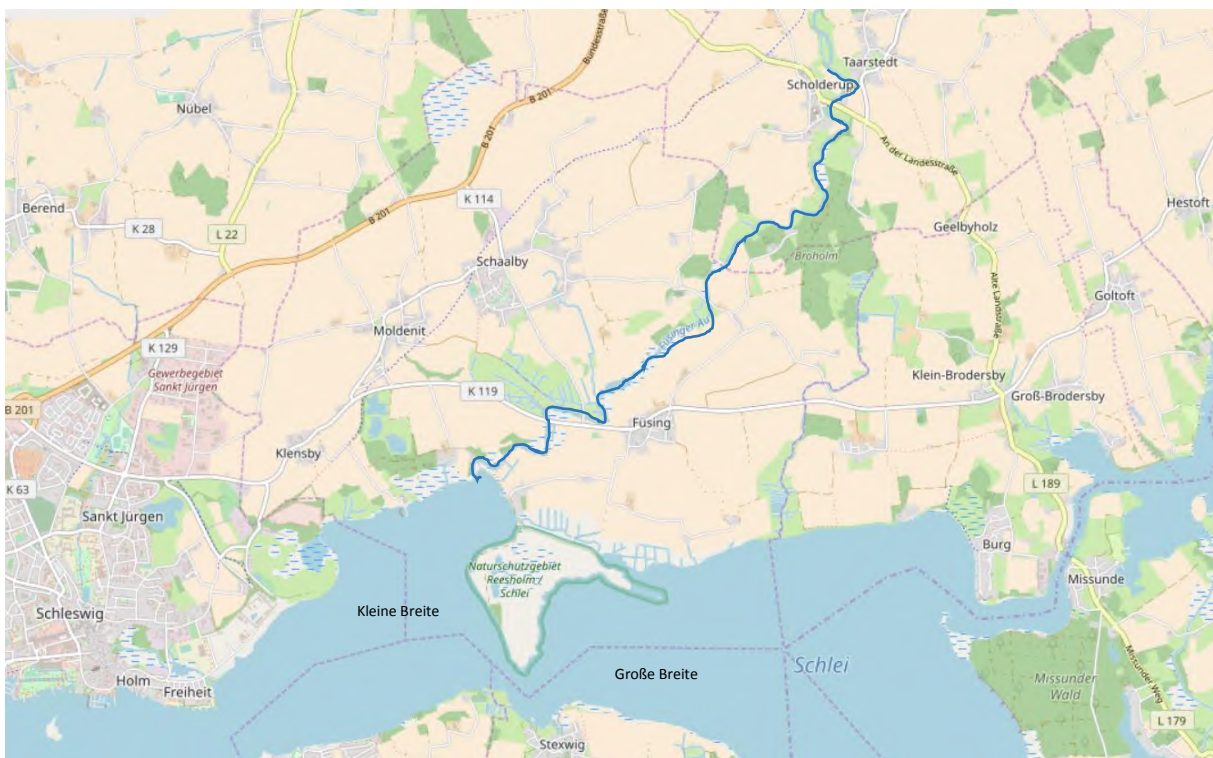 Taarstedt
Scholderup
Bundesstraße
B 201
Nübel
B 201
An der Landesstraße
K 114
Berend
B 201
Hestoft
K 28
L 22
Geelbyholz
Broholm
Schaalby
Alte Landstraße
Goltoft
Moldenit
Füsinger Au
K 129
Gewerbegebiet
Sankt Jürgen
Klein-Brodersby
K 119
Groß-Brodersby
B 201
Füsing
Klensby
K 63
L 189
Sankt Jürgen
Burg
Naturschutzgebiet
Reesholm /
Schlei
Missunde
Kleine Breite
Schleswig
Schlei
Große Breite
Missunder
Wald
Missunder Weg
Holm
Freiheit
L 179
Stexwig